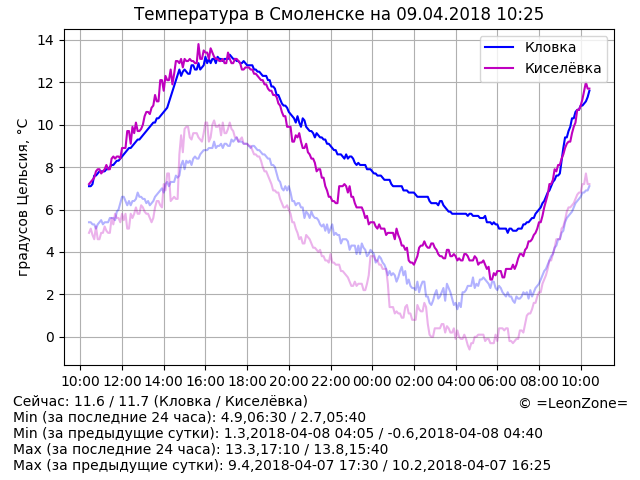 Температура в Смоленске на 09.04.2018 10:25
градусов Цельсия, °C
14
12
10
8
6
4
2
0
Кловка
Киселёвка
10:00 12:00 14:00 16:00 18:00 20:00 22:00 00:00 02:00 04:00 06:00 08:00 10:00
Сейчас: 11.6 / 11.7 (Кловка / Киселёвка)
© =LeonZone=
Min (за последние 24 часа): 4.9,06:30 / 2.7,05:40
Min (за предыдущие сутки): 1.3,2018-04-08 04:05 / -0.6,2018-04-08 04:40
Max (за последние 24 часа): 13.3,17:10 / 13.8,15:40
Max (за предыдущие сутки): 9.4,2018-04-07 17:30 / 10.2,2018-04-07 16:25